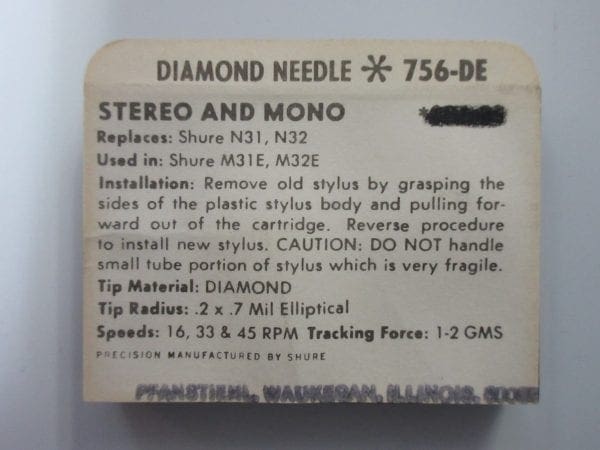 DIAMOND NEEDLE * 756-DE
STEREO AND MONO *
Replaces: Shure N31, N32
Used in: Shure M31E, M32E
Installation: Remove old stylus by grasping the
sides of the plastic stylus body and pulling for-
ward out of the cartridge. Reverse procedure
to install new stylus. CAUTION: DO NOT handle
small tube portion of stylus which is very fragile.
Tip Material: DIAMOND
Tip Radius: .2 x .7 Mil Elliptical
Speeds: 16, 33 & 45 RPM Tracking Force: 1-2 GMS
PRECISION MANUFACTURED BY SHURE
PFANSTIEHL, WAUKEGAN, ILLINOIS,